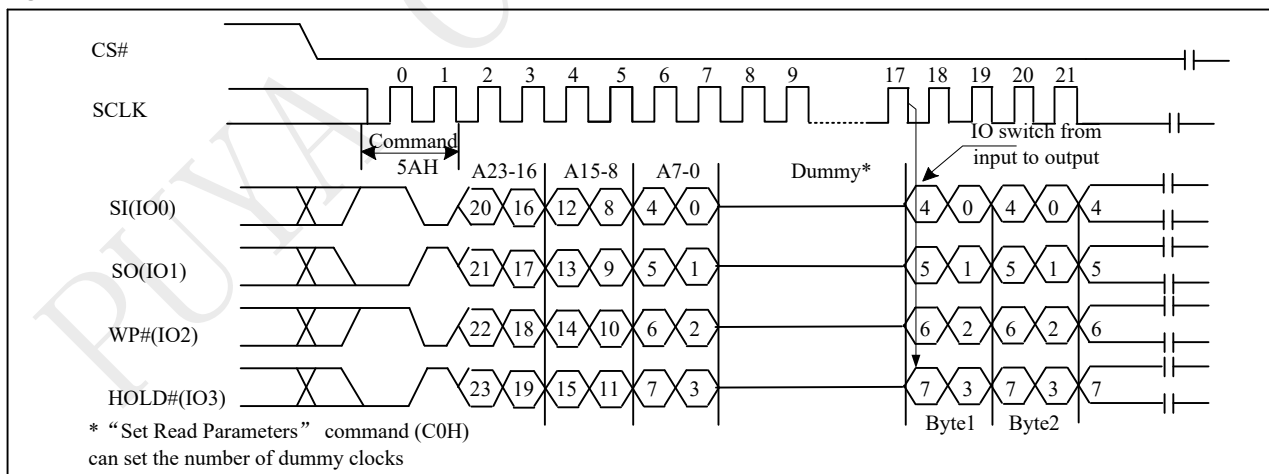 CS#
0 1 2 3 4 5 6 7 8 9 17 18 19 20 21
SCLK
Command
5AH
IO switch from
input to output
A23-16 A15-8 A7-0 Dummy*
SI(IO0) 20 16 12 8 4 0 4 0 4 0 4
SO(IO1) 21 17 13 9 5 1 5 1 5 1 5
WP#(IO2) 22 18 14 10 6 2 6 2 6 2 6
HOLD#(IO3) 23 19 15 11 7 3 7 3 7 3 7
Byte1 Byte2
* “Set Read Parameters” command (C0H)
can set the number of dummy clocks
PUYA